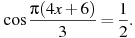 cos π(4x + 6)/3 = 1/2.